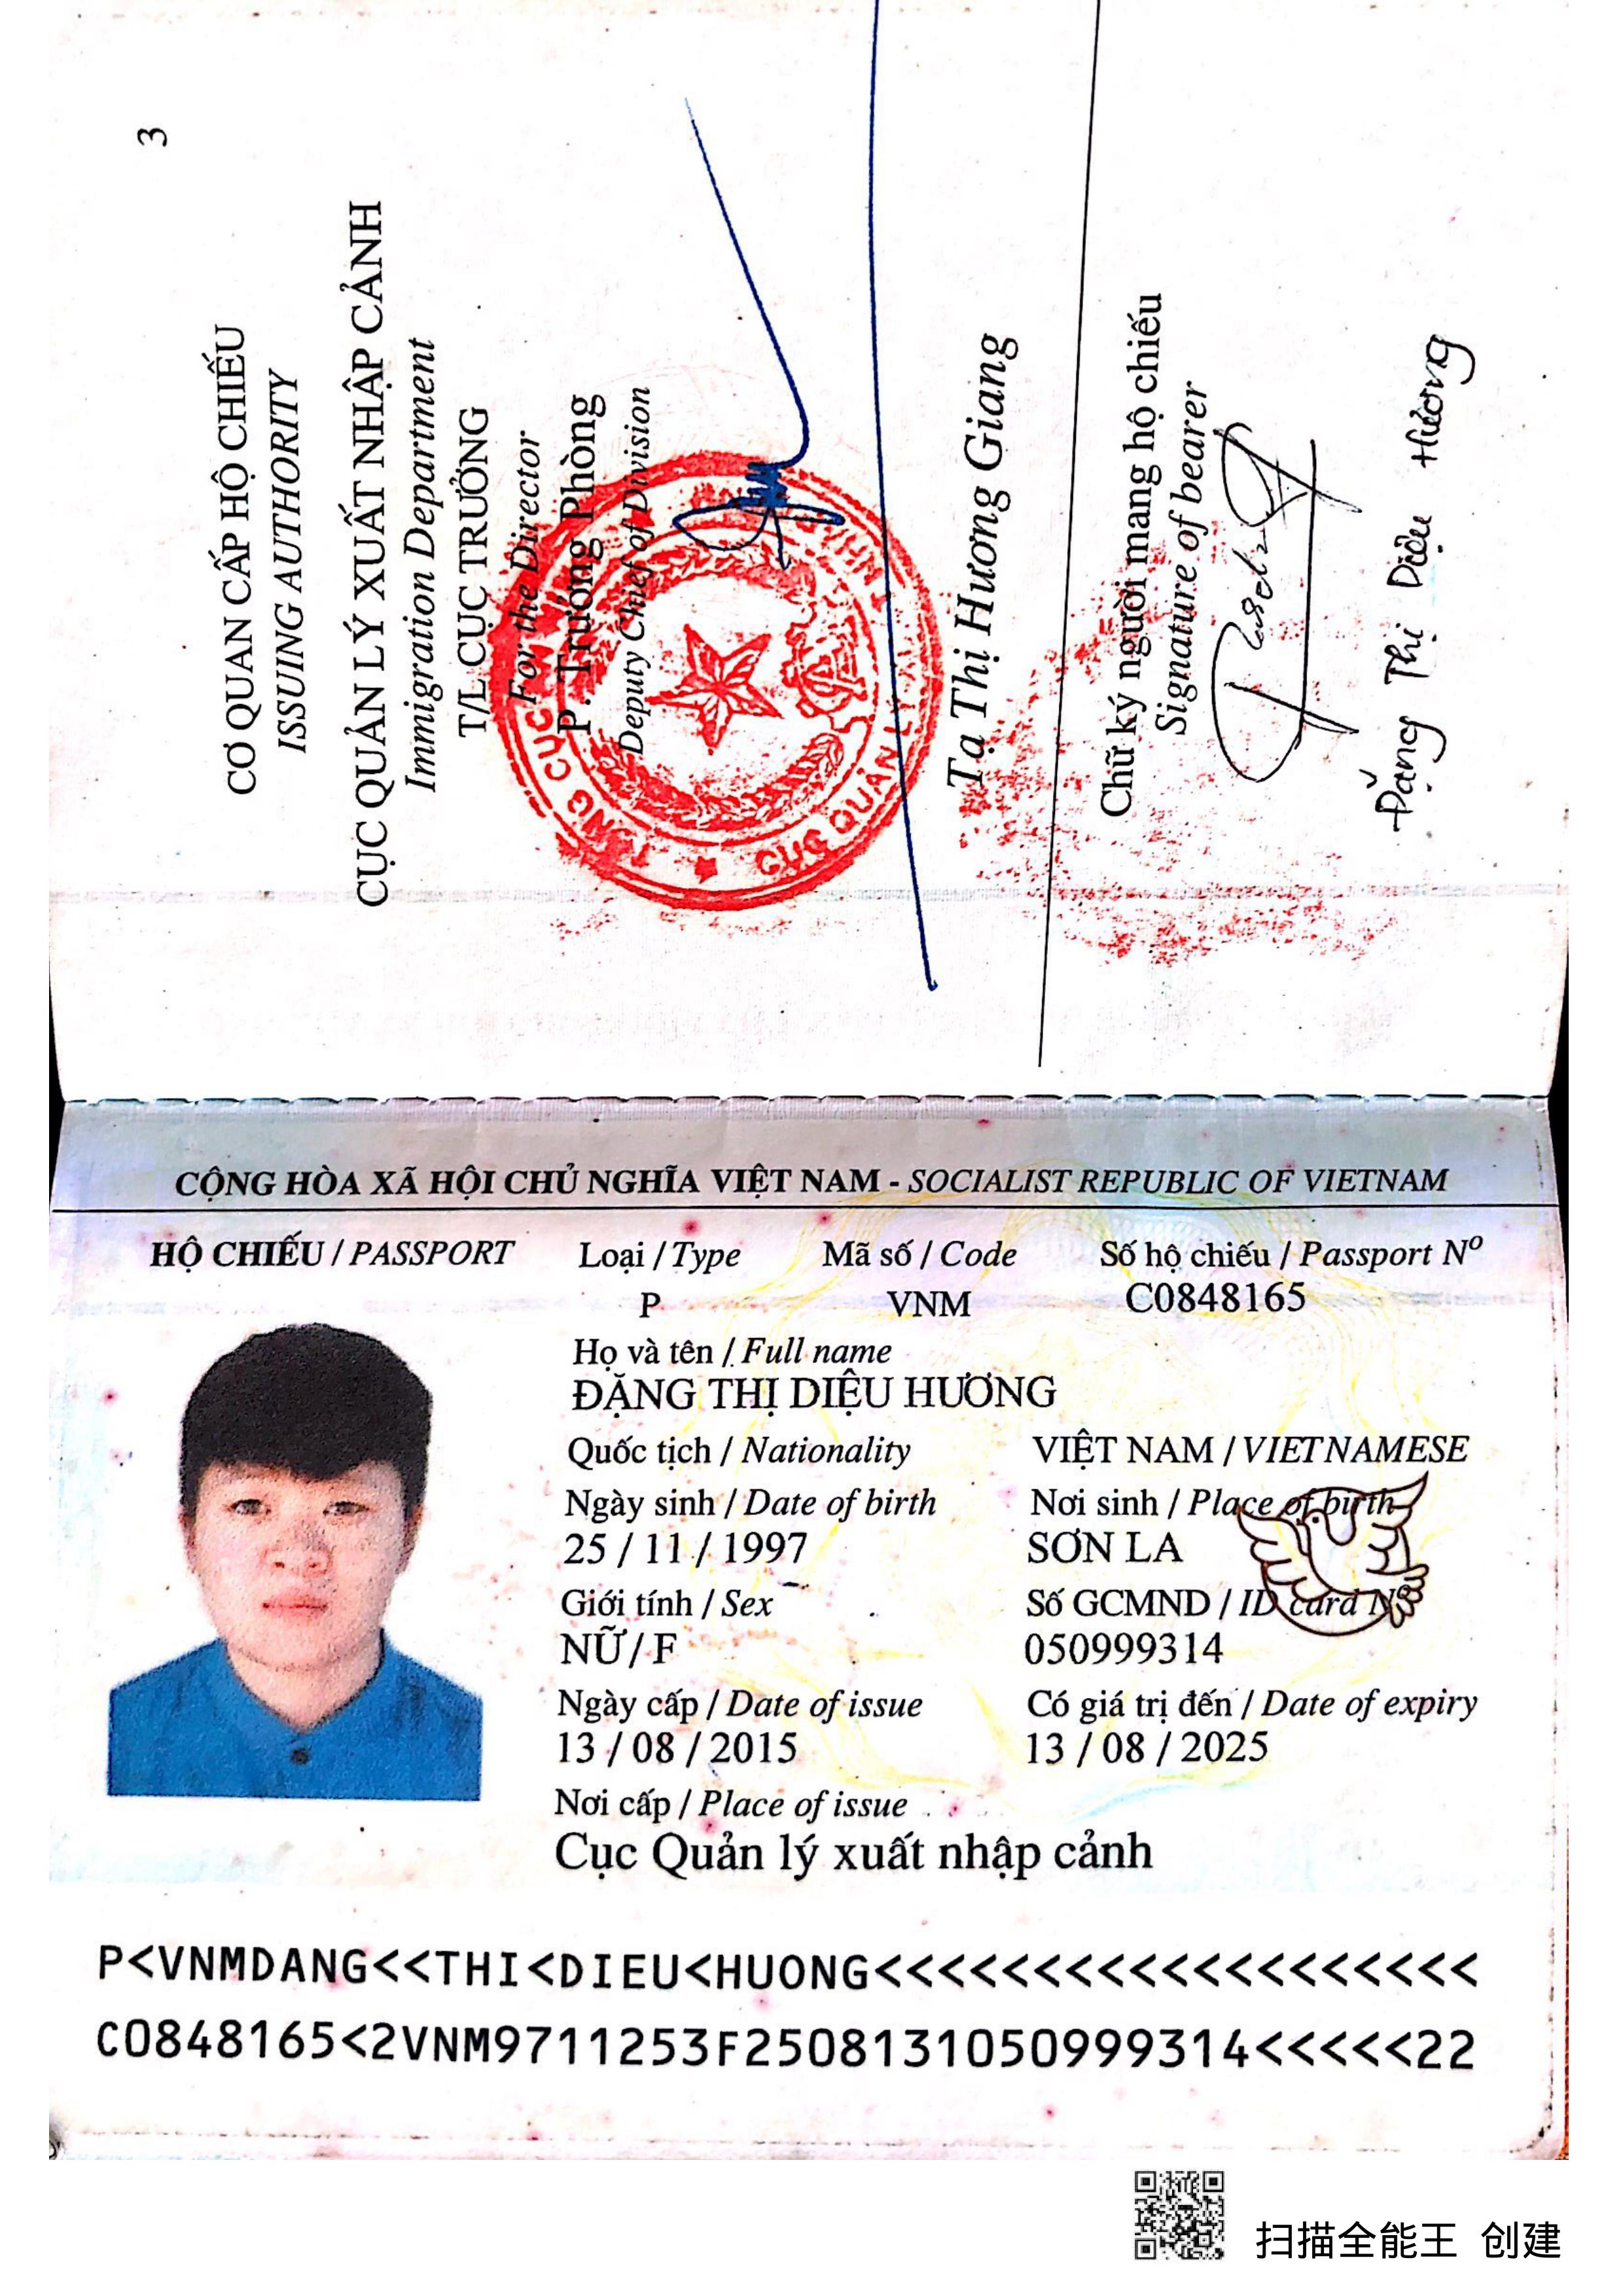 3
CƠ QUAN CẤP HỘ CHIẾU
ISSUING AUTHORITY
CỤC QUẢN LÝ XUẤT NHẬP CẢNH
Immigration Department
T/L CỤC TRƯỞNG
For the Director
P. Trưởng Phòng
Deputy Chief of Division
TỔNG CỤC
CỤC QUẢN LÝ
Tạ Thị Hương Giang
Chữ ký người mang hộ chiếu
Signature of bearer
Đặng Thị Diệu Hương
CỘNG HÒA XÃ HỘI CHỦ NGHĨA VIỆT NAM - SOCIALIST REPUBLIC OF VIETNAM
HỘ CHIẾU / PASSPORT Loại / Type Mã số / Code Số hộ chiếu / Passport Nº
P VNM C0848165
Họ và tên / Full name
ĐẶNG THỊ DIỆU HƯƠNG
Quốc tịch / Nationality VIỆT NAM / VIETNAMESE
Ngày sinh / Date of birth Nơi sinh / Place of birth
25 / 11 / 1997 SƠN LA
Giới tính / Sex Số GCMND / ID card Nº
NỮ / F 050999314
Ngày cấp / Date of issue Có giá trị đến / Date of expiry
13 / 08 / 2015 13 / 08 / 2025
Nơi cấp / Place of issue
Cục Quản lý xuất nhập cảnh
P<VNMDANG<<THI<DIEU<HUONG<<<<<<<<<<<<<<<<<<<
C0848165<2VNM9711253F2508131050999314<<<<<22
扫描全能王 创建